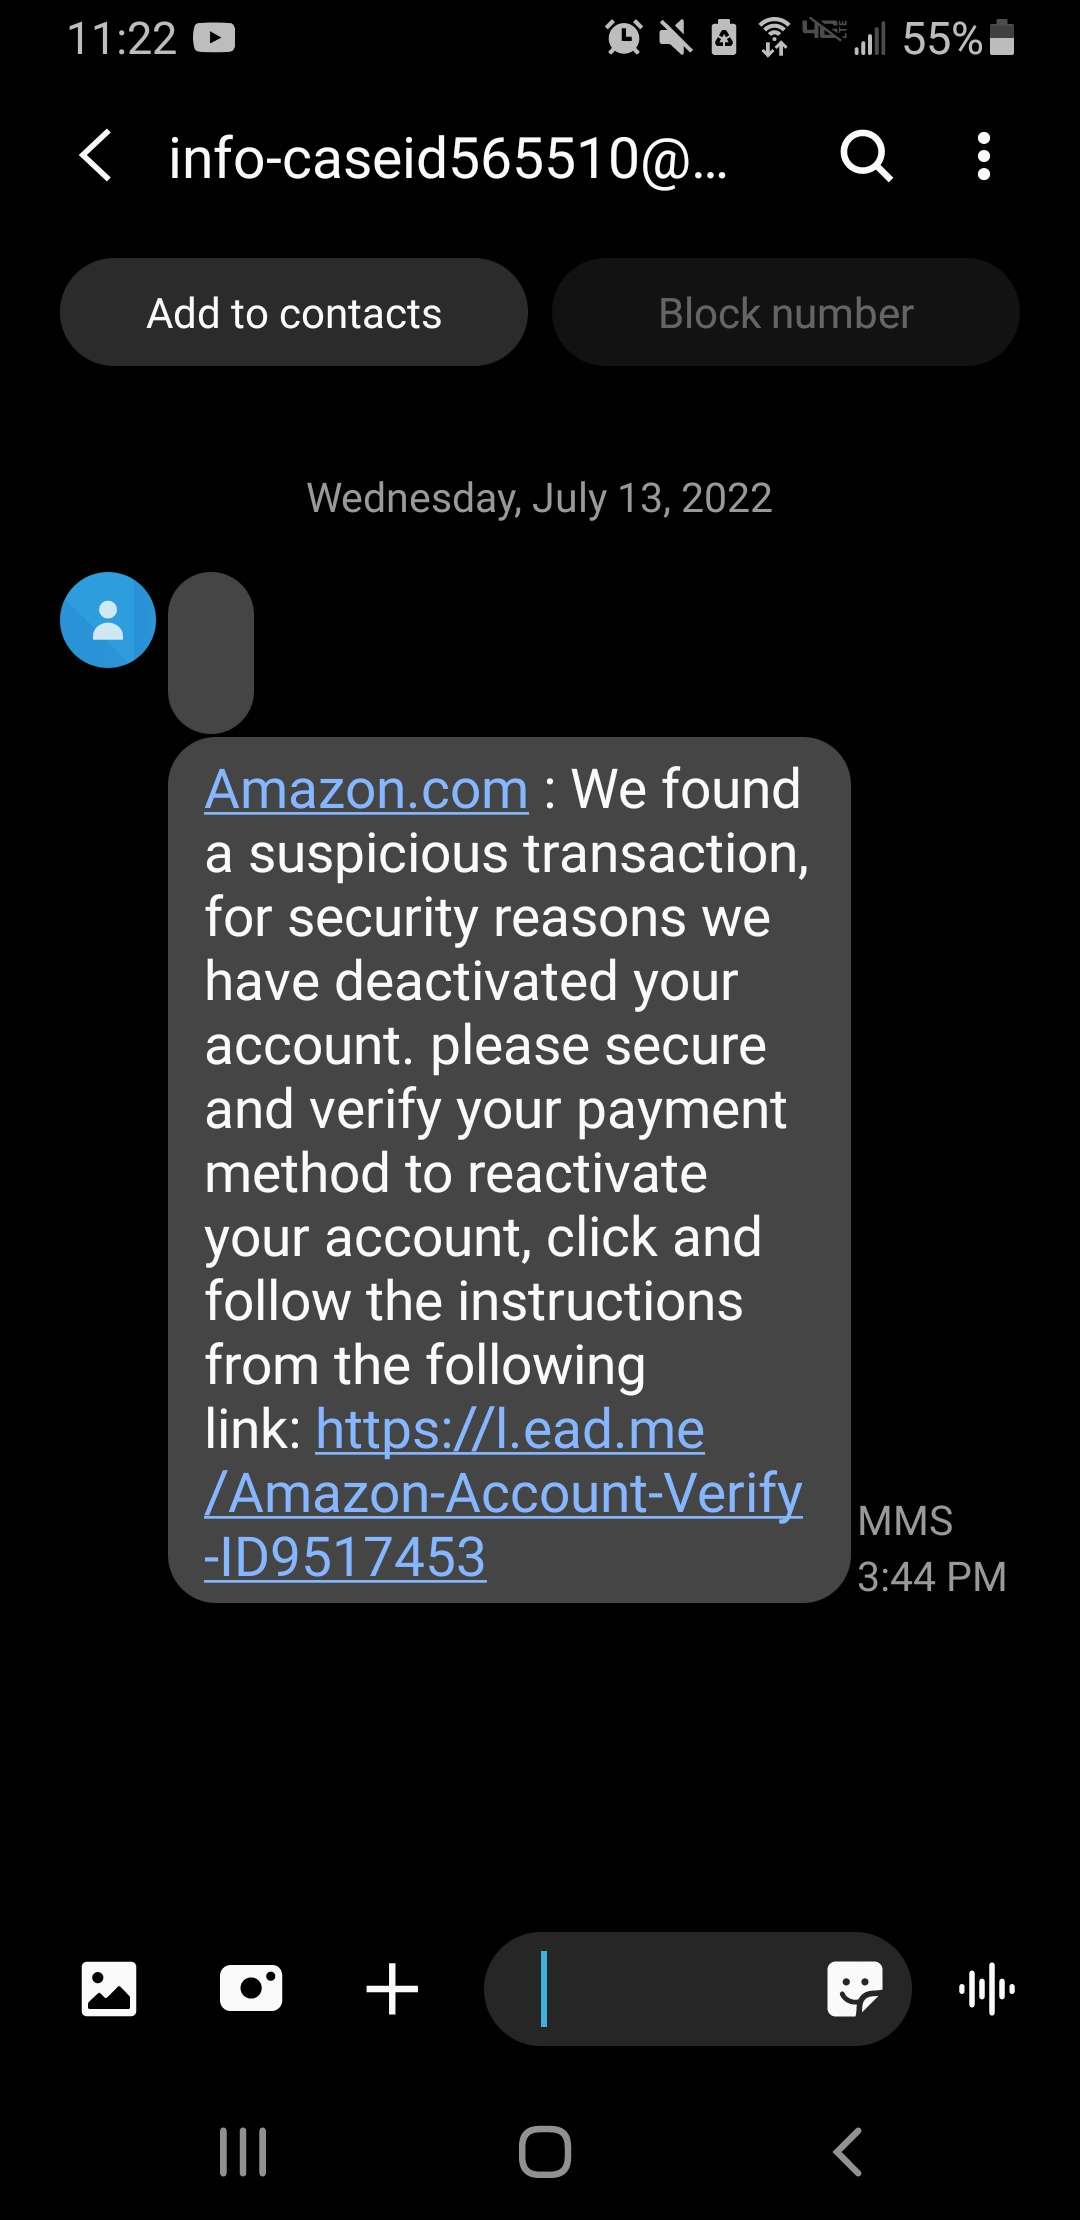 11:22
55%
info-caseid565510@...
Add to contacts
Block number
Wednesday, July 13, 2022
Amazon.com : We found
a suspicious transaction,
for security reasons we
have deactivated your
account. please secure
and verify your payment
method to reactivate
your account, click and
follow the instructions
from the following
link: https://l.ead.me
/Amazon-Account-Verify
-ID9517453
MMS
3:44 PM